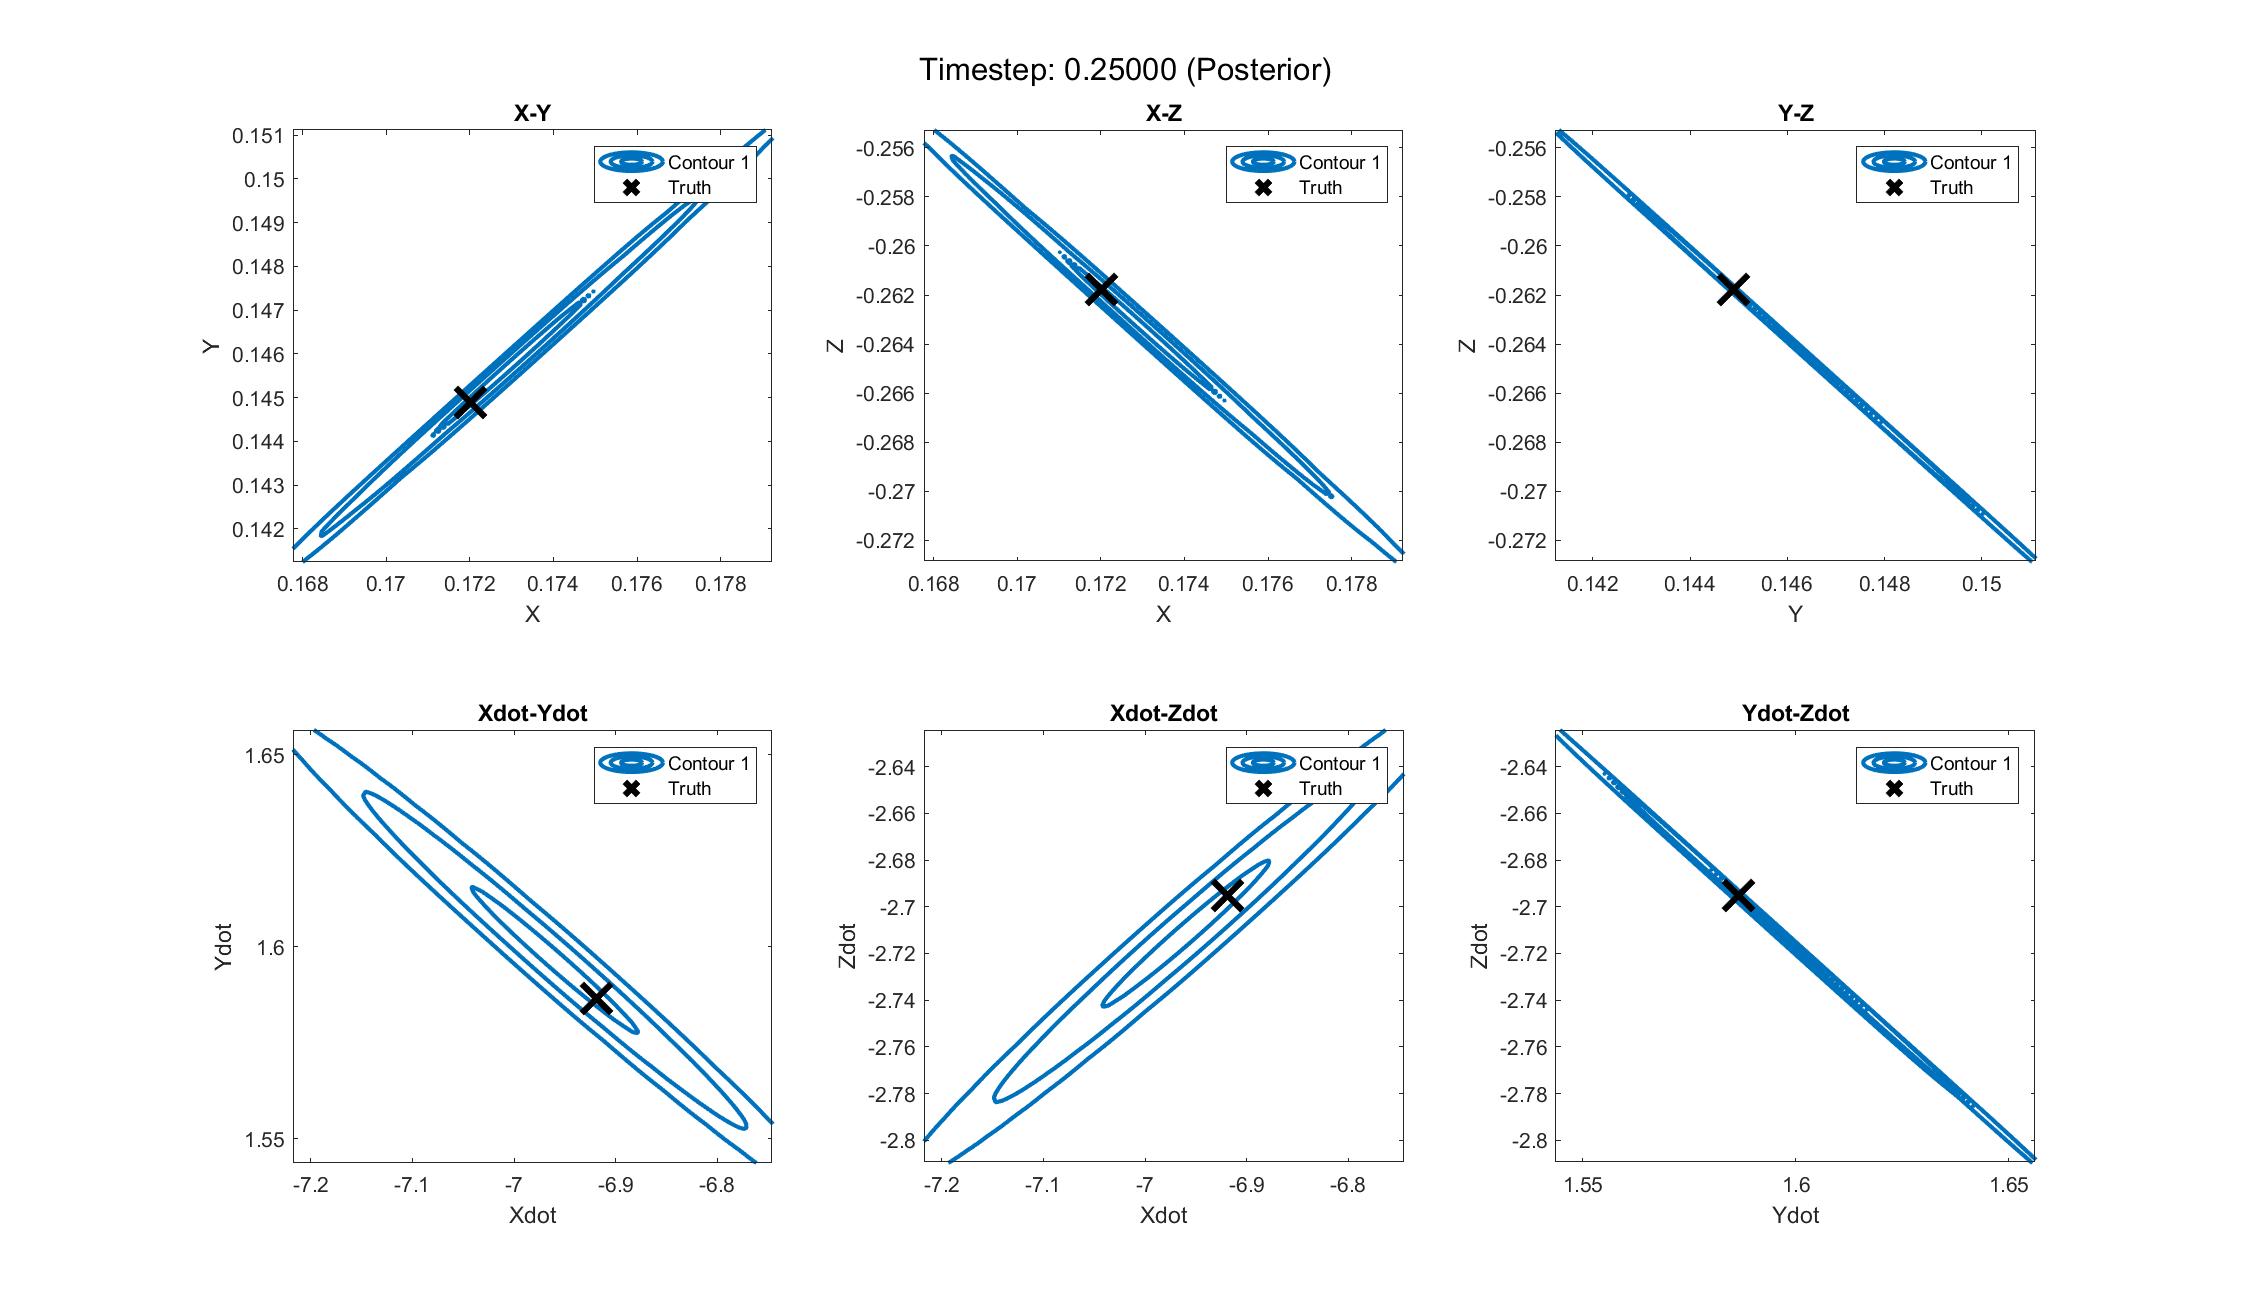 Timestep: 0.25000 (Posterior)
X-Y
0.151
0.15
0.149
0.148
0.147
0.146
0.145
0.144
0.143
0.142
Y
Contour 1
Truth
0.168 0.17 0.172 0.174 0.176 0.178
X
X-Z
-0.256
-0.258
-0.26
-0.262
-0.264
-0.266
-0.268
-0.27
-0.272
Z
Contour 1
Truth
0.168 0.17 0.172 0.174 0.176 0.178
X
Y-Z
-0.256
-0.258
-0.26
-0.262
-0.264
-0.266
-0.268
-0.27
-0.272
Z
Contour 1
Truth
0.142 0.144 0.146 0.148 0.15
Y
Xdot-Ydot
1.65
1.6
1.55
Ydot
Contour 1
Truth
-7.2 -7.1 -7 -6.9 -6.8
Xdot
Xdot-Zdot
-2.64
-2.66
-2.68
-2.7
-2.72
-2.74
-2.76
-2.78
-2.8
Zdot
Contour 1
Truth
-7.2 -7.1 -7 -6.9 -6.8
Xdot
Ydot-Zdot
-2.64
-2.66
-2.68
-2.7
-2.72
-2.74
-2.76
-2.78
-2.8
Zdot
Contour 1
Truth
1.55 1.6 1.65
Ydot